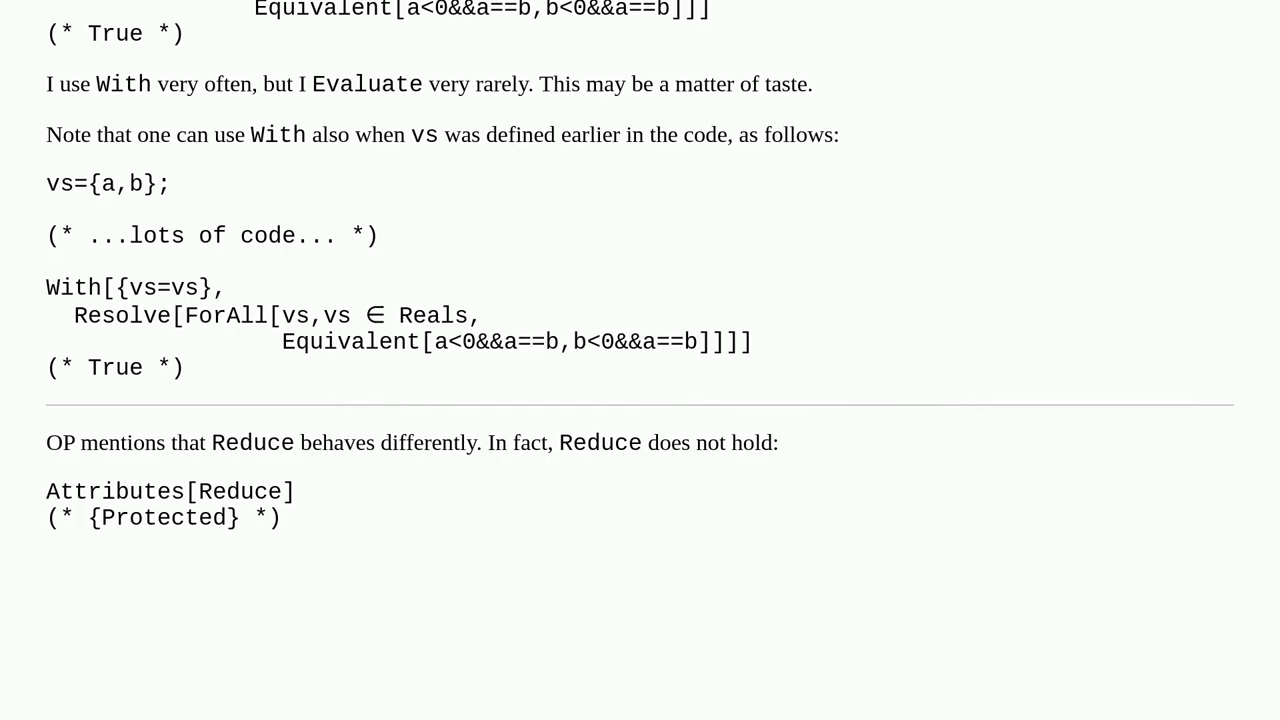 Equivalent[a<0&&a==b,b<0&&a==b]]]
(* True *)
I use With very often, but I Evaluate very rarely. This may be a matter of taste.
Note that one can use With also when vs was defined earlier in the code, as follows:
vs={a,b};
(* ...lots of code... *)
With[{vs=vs},
Resolve[ForAll[vs,vs ∈ Reals,
Equivalent[a<0&&a==b,b<0&&a==b]]]]
(* True *)
OP mentions that Reduce behaves differently. In fact, Reduce does not hold:
Attributes[Reduce]
(* {Protected} *)